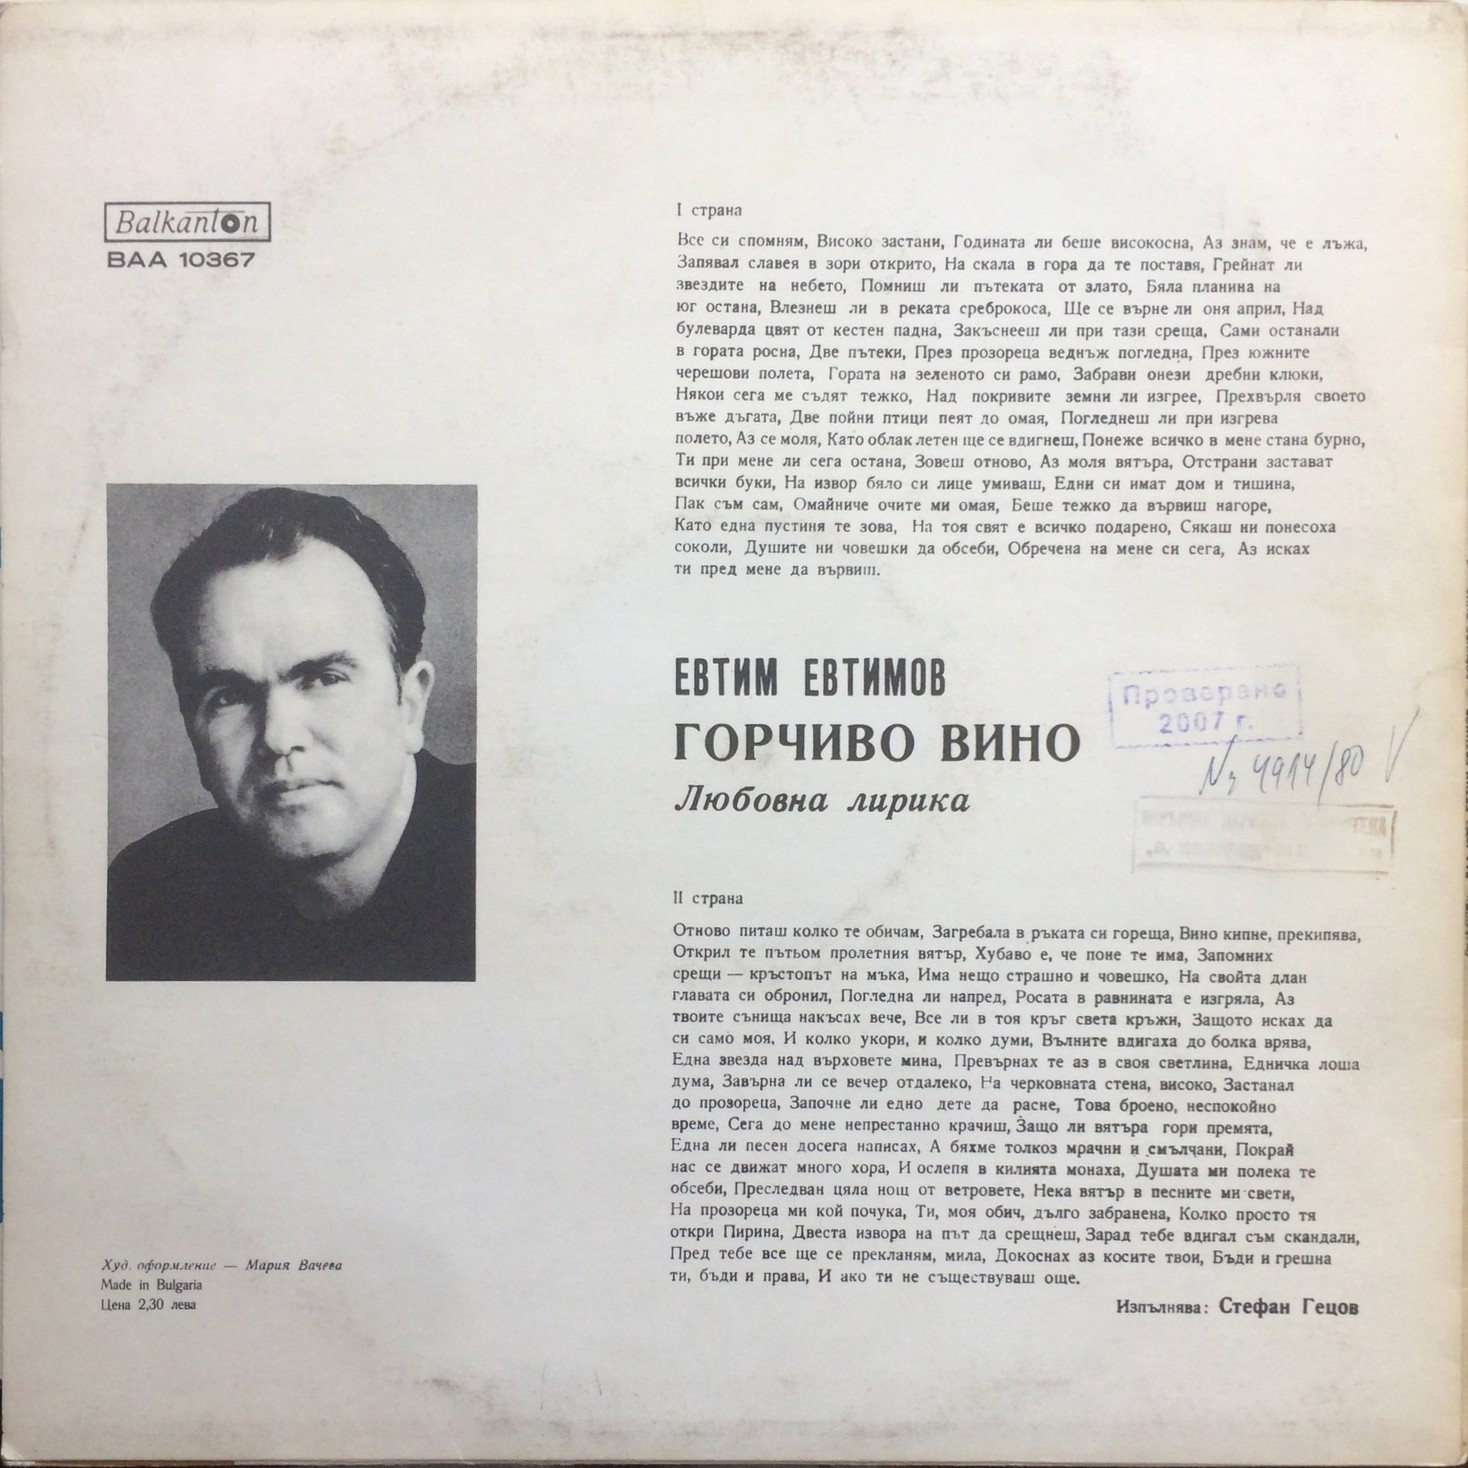 Balkanton
ВАА 10367
I страна
Все си спомням, Високо застани, Годината ли беше високосна, Аз знам, че е лъжа,
Запявал славея в зори открито, На скала в гора да те поставя, Грейнат ли
звездите на небето, Помниш ли пътеката от злато, Бяла планина на
юг остана, Влезнеш ли в реката среброкоса, Ще се върне ли оня април, Над
булеварда цвят от кестен падна, Закъснееш ли при тази среща, Сами останали
в гората росна, Две пътеки, През прозореца веднъж погледна, През южните
черешови полета, Гората на зеленото си рамо, Забрави онези дребни клюки,
Някои сега ме съдят тежко, Над покривите земни ли изгрее, Прехвърля своето
въже дъгата, Две пойни птици пеят до омая, Погледнеш ли при изгрева
полето, Аз се моля, Като облак летен ще се вдигнеш, Понеже всичко в мене стана бурно,
Ти при мене ли сега остана, Зовеш отново, Аз моля вятъра, Отстрани застават
всички буки, На извор бяло си лице умиваш, Едни си имат дом и тишина,
Пак съм сам, Омайниче очите ми омая, Беше тежко да вървиш нагоре,
Като една пустиня те зова, На тоя свят е всичко подарено, Сякаш ни понесоха
соколи, Душите ни човешки да обсеби, Обречена на мене си сега, Аз исках
ти пред мене да вървиш.
ЕВТИМ ЕВТИМОВ
ГОРЧИВО ВИНО
Любовна лирика
Проверено
2007 г.
№ 4914/80
II страна
Отново питаш колко те обичам, Загребала в ръката си гореща, Вино кипне, прекипява,
Открил те пътьом пролетния вятър, Хубаво е, че поне те има, Запомних
срещи — кръстопът на мъка, Има нещо страшно и човешко, На свойта длан
главата си обронил, Погледна ли напред, Росата в равнината е изгряла, Аз
твоите сънища накъсах вече, Все ли в тоя кръг света кръжи, Защото исках да
си само моя, И колко укори, и колко думи, Вълните вдигаха до болка врява,
Една звезда над върховете мина, Превърнах те аз в своя светлина, Едничка лоша
дума, Завърна ли се вечер отдалеко, На черковната стена, високо, Застанал
до прозореца, Започне ли едно дете да расне, Това броено, неспокойно
време, Сега до мене непрестанно крачиш, Защо ли вятъра гори премята,
Една ли песен досега написах, А бяхме толкоз мрачни и смълчани, Покрай
нас се движат много хора, И ослепя в килията монаха, Душата ми полека те
обсеби, Преследван цяла нощ от ветровете, Нека вятър в песните ми свети,
На прозореца ми кой почука, Ти, моя обич, дълго забранена, Колко просто тя
откри Пирина, Двеста извора на път да срещнеш, Зарад тебе вдигал съм скандали,
Пред тебе все ще се прекланям, мила, Докоснах аз косите твои, Бъди и грешна
ти, бъди и права, И ако ти не съществуваш още.
Изпълнява: Стефан Гецов
Худ. оформление — Мария Вачева
Made in Bulgaria
Цена 2,30 лева